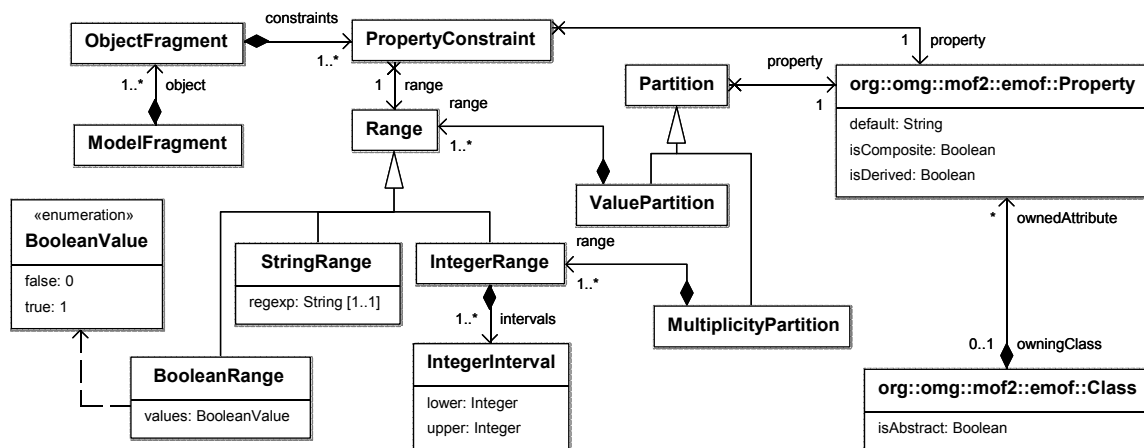 ObjectFragment
constraints
1..*
PropertyConstraint
1
property
1..*
object
ModelFragment
1
range
range
1..*
Range
Partition
property
1
org::omg::mof2::emof::Property
default: String
isComposite: Boolean
isDerived: Boolean
ValuePartition
«enumeration»
BooleanValue
false: 0
true: 1
StringRange
regexp: String [1..1]
IntegerRange
range
1..*
MultiplicityPartition
*
ownedAttribute
1..*
intervals
IntegerInterval
lower: Integer
upper: Integer
BooleanRange
values: BooleanValue
0..1
owningClass
org::omg::mof2::emof::Class
isAbstract: Boolean